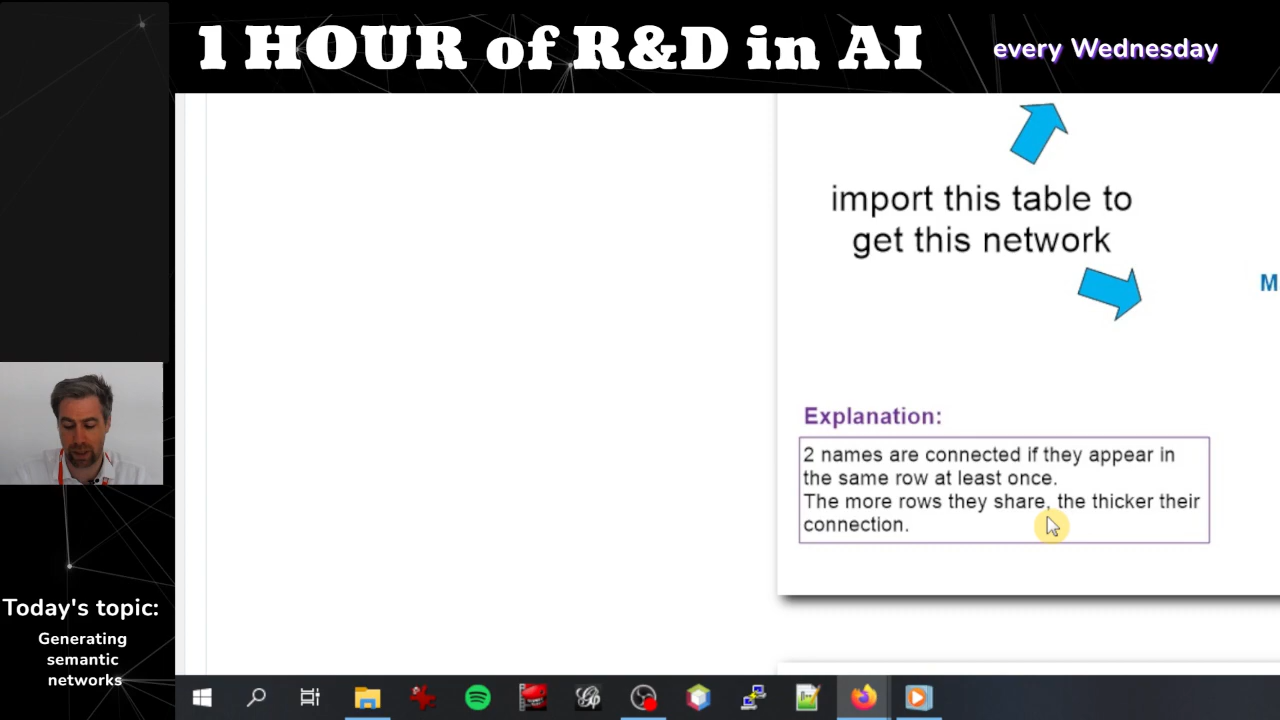 1 HOUR of R&D in AI
every Wednesday
import this table to
get this network
M
Explanation:
2 names are connected if they appear in
the same row at least once.
The more rows they share, the thicker their
connection.
Today's topic:
Generating
semantic
networks